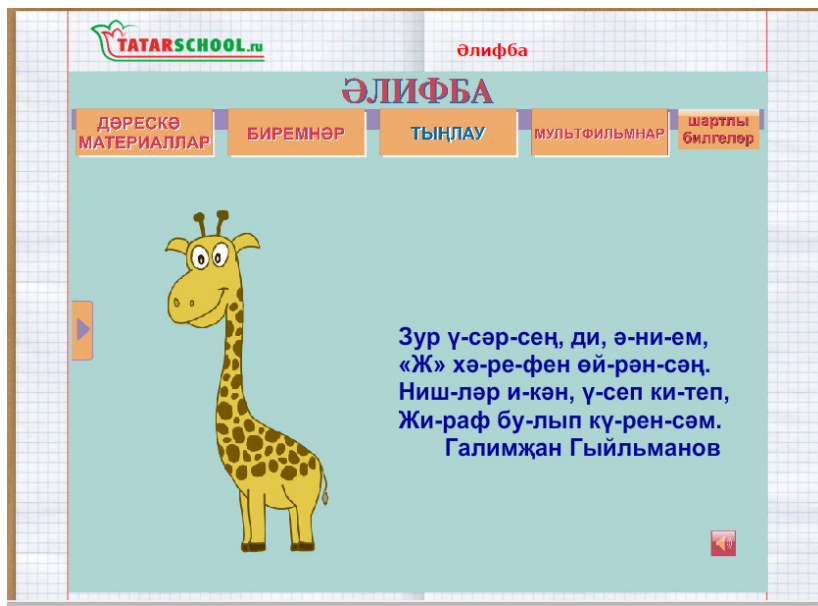 TATARSCHOOL.ru
Әлифба
ӘЛИФБА
ДӘРЕСКӘ
МАТЕРИАЛЛАР
БИРЕМНӘР
ТЫҢЛАУ
МУЛЬТФИЛЬМНАР
шартлы
билгеләр
Зур ү-сәр-сең, ди, ә-ни-ем,
«Ж» хә-ре-фен өй-рән-сәң.
Ниш-ләр и-кән, ү-сеп ки-теп,
Жи-раф бу-лып кү-рен-сәм.
Галимҗан Гыйльманов